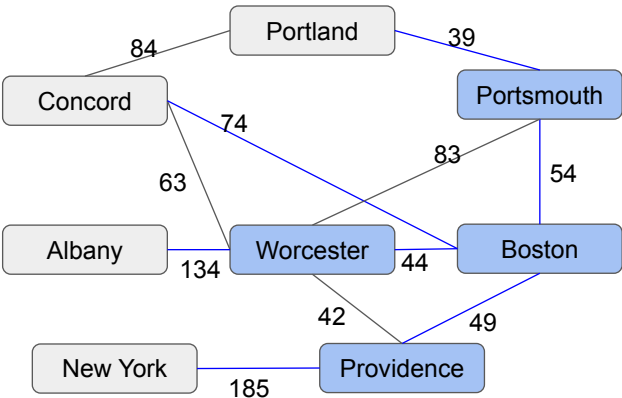 Portland
84
39
Concord
Portsmouth
74
83
63
54
Albany
Worcester
Boston
134
44
42
49
New York
Providence
185